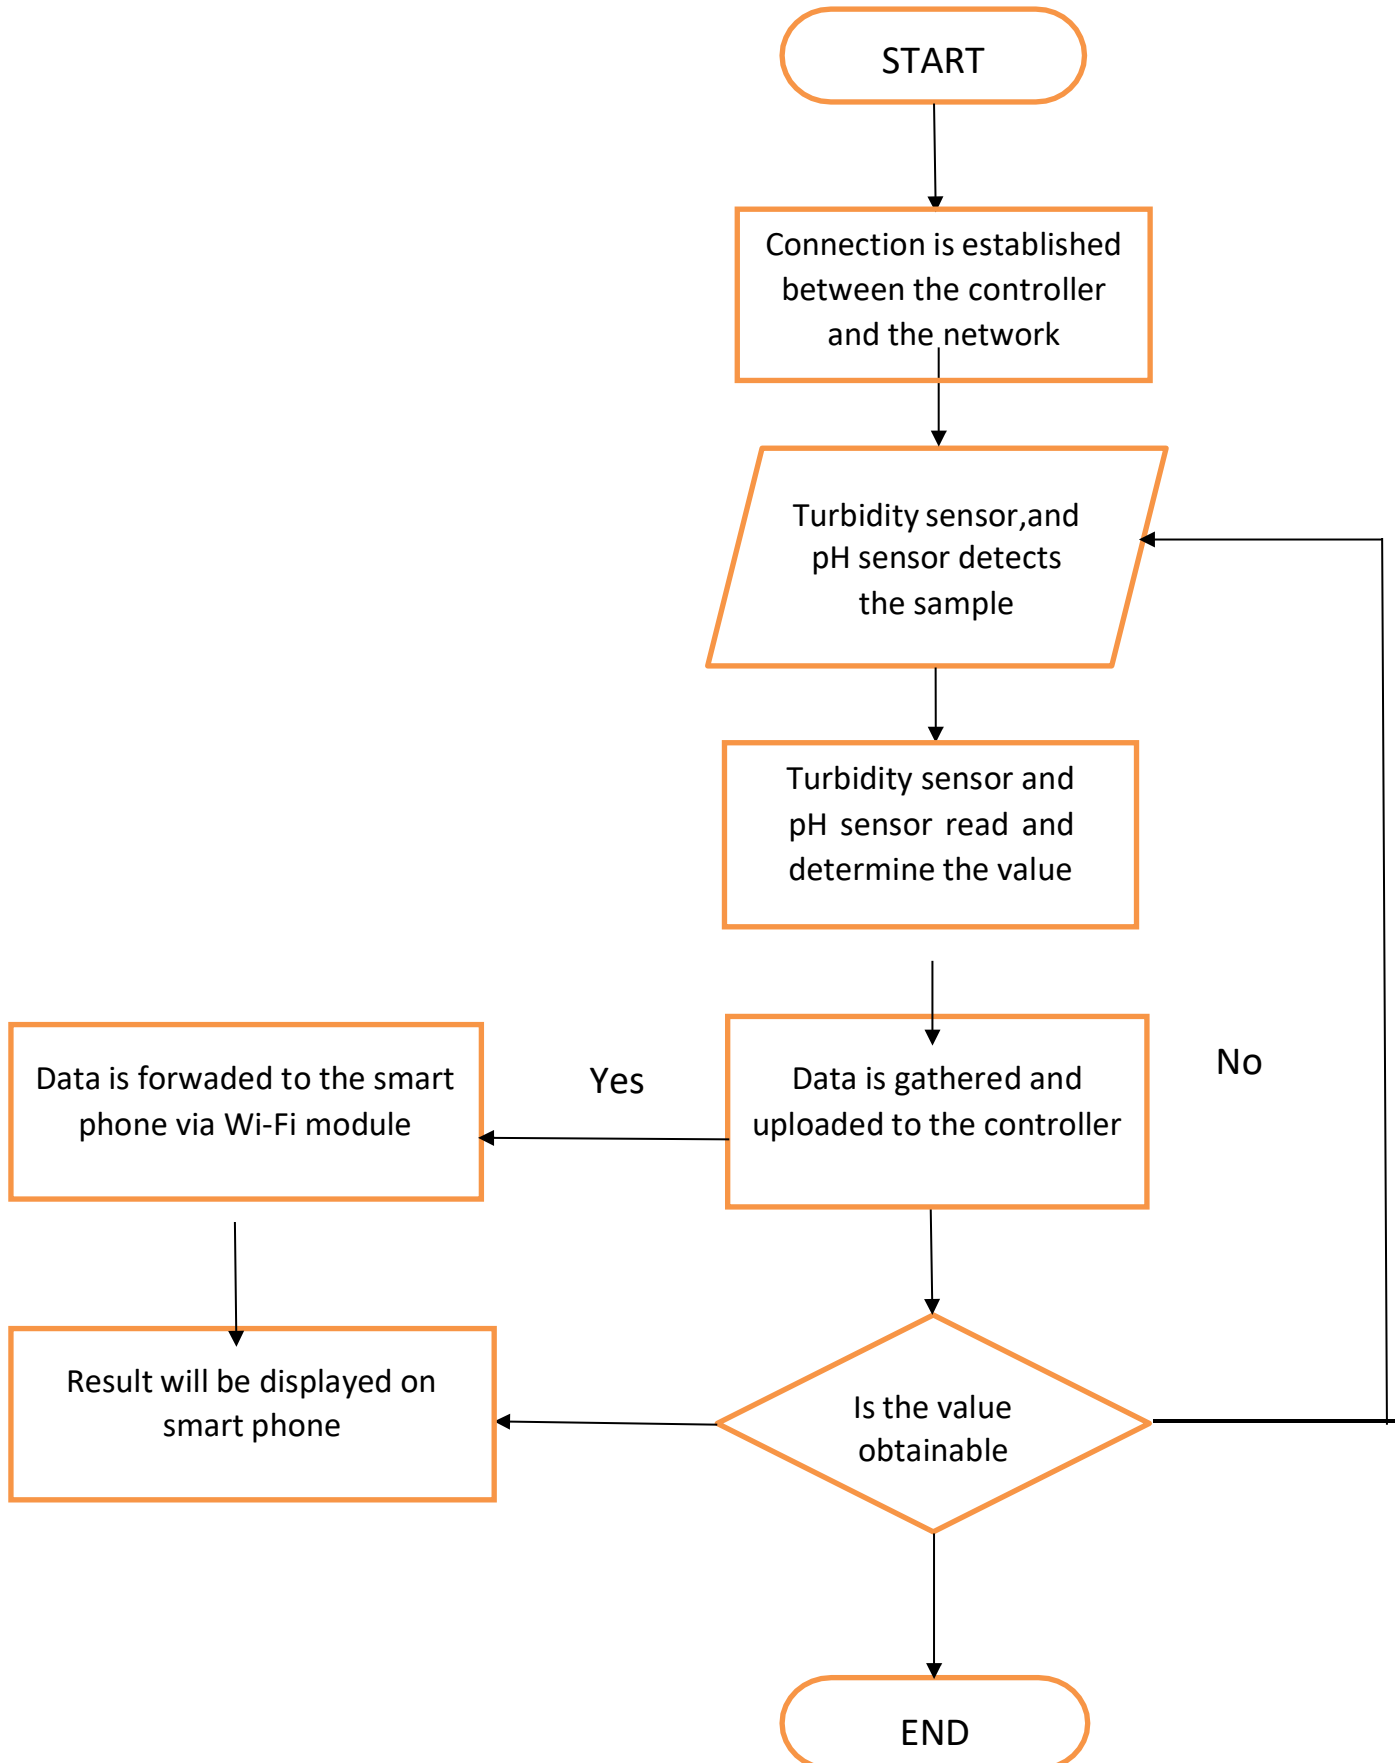 START
Connection is established
between the controller
and the network
Turbidity sensor,and
pH sensor detects
the sample
Turbidity sensor and
pH sensor read and
determine the value
Data is forwaded to the smart
phone via Wi-Fi module
Yes
Data is gathered and
uploaded to the controller
No
Result will be displayed on
smart phone
Is the value
obtainable
END